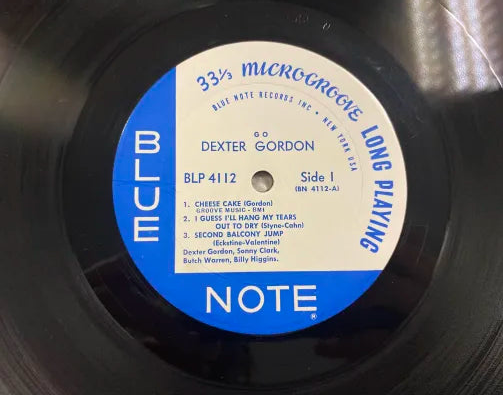 33⅓ MICROGROOVE LONG PLAYING
BLUE NOTE RECORDS INC • NEW YORK USA
GO
DEXTER GORDON
BLP 4112 Side 1
(BN 4112-A)
1. CHEESE CAKE (Gordon)
GROOVE MUSIC - BMI
2. I GUESS I'LL HANG MY TEARS
OUT TO DRY (Styne-Cahn)
3. SECOND BALCONY JUMP
(Eckstine-Valentine)
Dexter Gordon, Sonny Clark,
Butch Warren, Billy Higgins.
BLUE
NOTE®